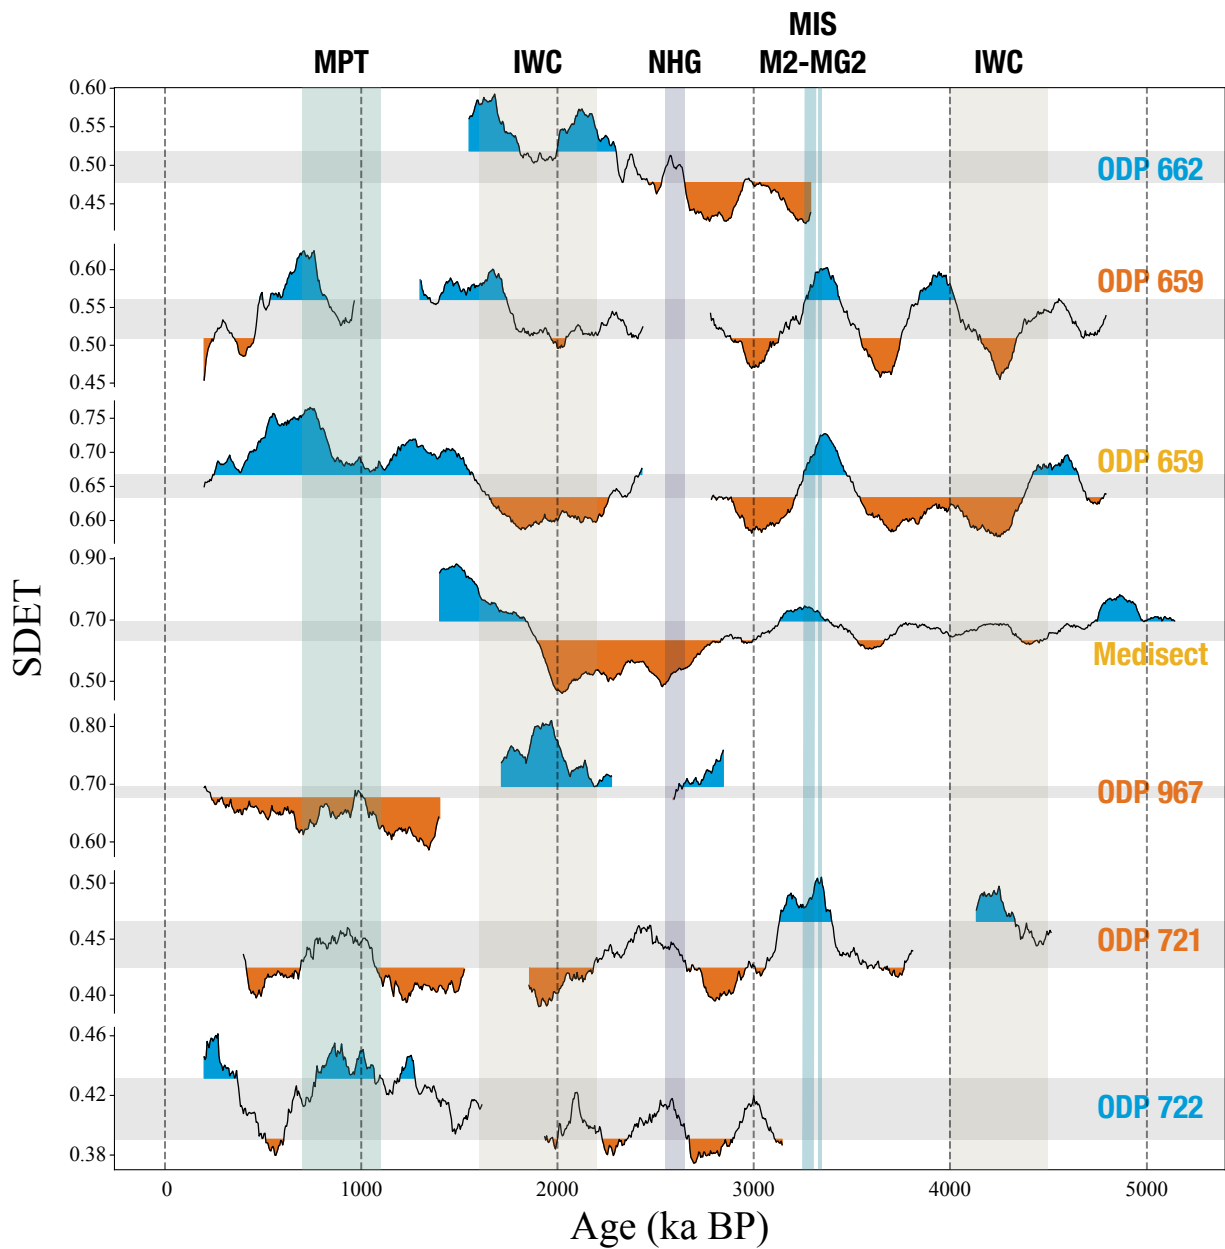 MIS
MPT IWC NHG M2-MG2 IWC
0.60
0.55
0.50
0.45
ODP 662
0.60
0.55
0.50
0.45
ODP 659
0.75
0.70
0.65
0.60
ODP 659
0.90
0.70
0.50
Medisect
0.80
0.70
0.60
ODP 967
0.50
0.45
0.40
ODP 721
0.46
0.42
0.38
ODP 722
SDET
0 1000 2000 3000 4000 5000
Age (ka BP)